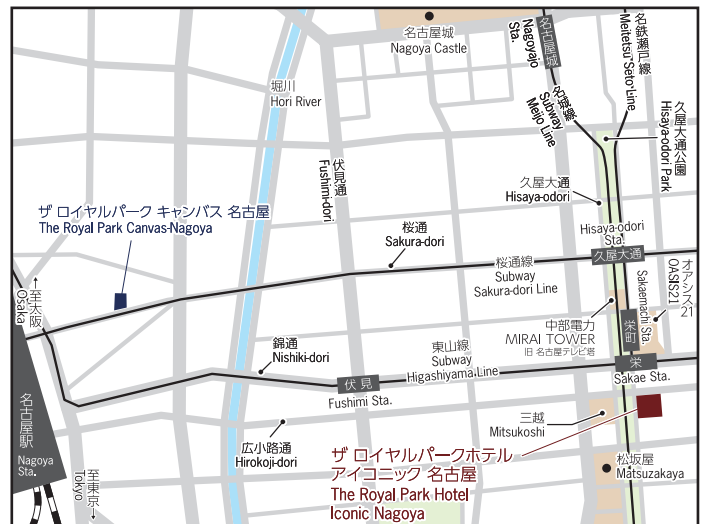 名古屋城
Nagoya Castle
名古屋城
Nagoyajo
Sta.
名鉄瀬戸線
Meitetsu Seto Line
堀川
Hori River
名城線
Subway
Meijo Line
久屋大通公園
Hisaya-odori Park
伏見通
Fushimi-dori
久屋大通
Hisaya-odori
ザ ロイヤルパーク キャンバス 名古屋
The Royal Park Canvas-Nagoya
桜通
Sakura-dori
Hisaya-odori
Sta.
久屋大通
桜通線
Subway
Sakura-dori Line
←至大阪
Osaka
オアシス21
OASIS21
Sakaemachi Sta.
栄町
中部電力
MIRAI TOWER
旧 名古屋テレビ塔
錦通
Nishiki-dori
東山線
Subway
Higashiyama Line
伏見
Fushimi Sta.
栄
Sakae Sta.
名古屋駅
Nagoya
Sta.
三越
Mitsukoshi
広小路通
Hirokoji-dori
ザ ロイヤルパークホテル
アイコニック 名古屋
The Royal Park Hotel
Iconic Nagoya
松坂屋
Matsuzakaya
至東京→
Tokyo